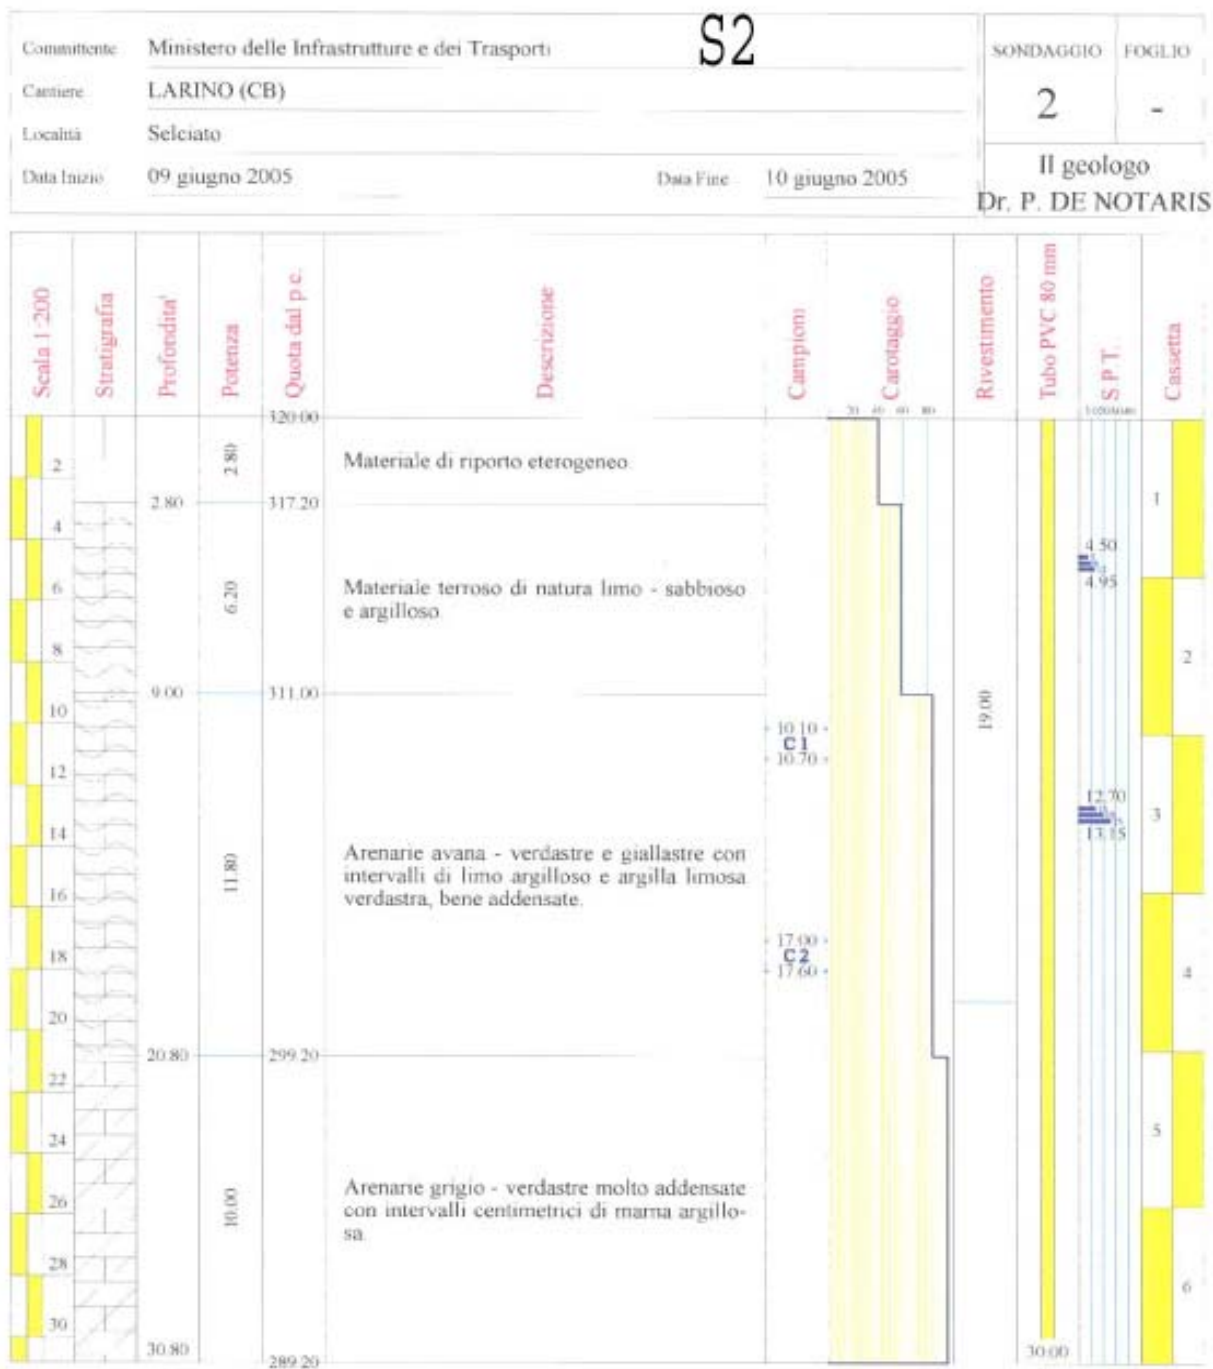 S2
Committente Ministero delle Infrastrutture e dei Trasporti
Cantiere LARINO (CB)
Località Selciato
Data Inizio 09 giugno 2005 Data Fine 10 giugno 2005
SONDAGGIO FOGLIO
2 -
Il geologo
Dr. P. DE NOTARIS
Scala 1:200 Stratigrafia Profondita' Potenza Quota dal p.c. Descrizione Campioni Carotaggio Rivestimento Tubo PVC 80 mm S.P.T. Cassetta
20 40 60 80
320.00
2
2.80
Materiale di riporto eterogeneo
2.80 317.20
1
4
4.50
4.95
6
6.20
Materiale terroso di natura limo - sabbioso
e argilloso
8
2
9.00 311.00
10
19.00
10.10
C1
10.70
12
12.70
13.15
3
14
11.80
Arenarie avana - verdastre e giallastre con
intervalli di limo argilloso e argilla limosa
verdastra, bene addensate.
16
17.00
C2
17.60
18
4
20
20.80 299.20
22
24
5
26
10.00
Arenarie grigio - verdastre molto addensate
con intervalli centimetrici di marna argillo-
sa
28
6
30
30.80
289.20
30.00